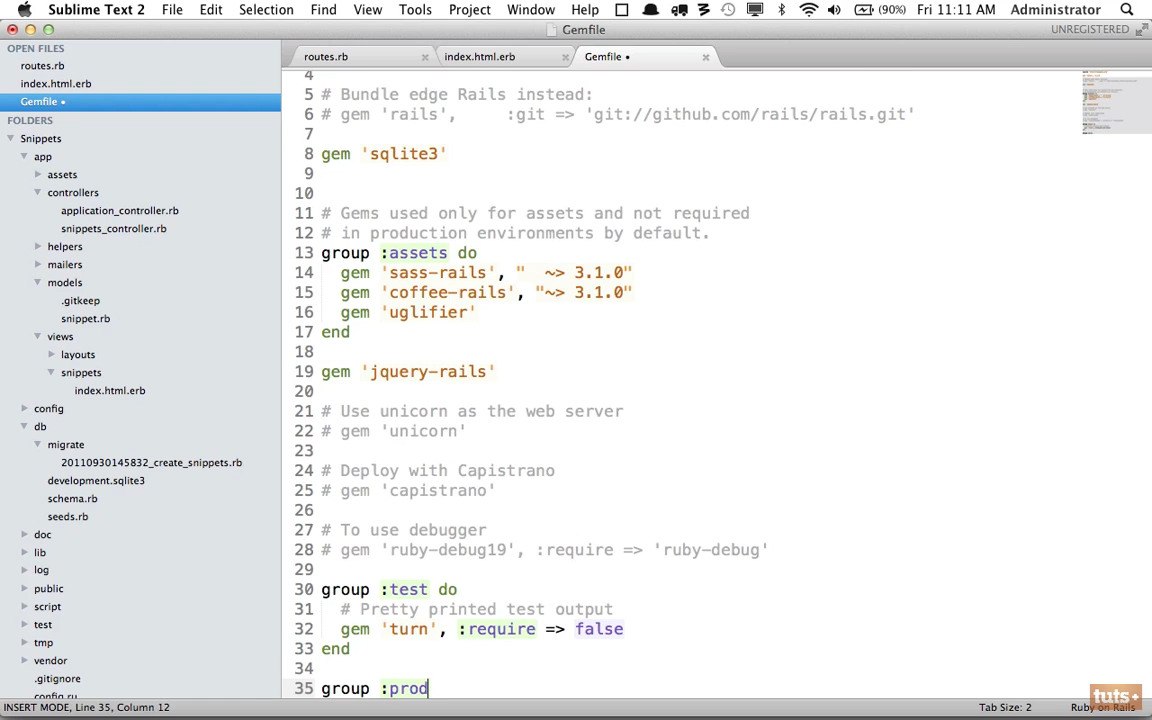 Sublime Text 2 File Edit Selection Find View Tools Project Window Help (90%) Fri 11:11 AM Administrator
Gemfile UNREGISTERED
OPEN FILES
routes.rb
index.html.erb
Gemfile •
FOLDERS
Snippets
app
assets
controllers
application_controller.rb
snippets_controller.rb
helpers
mailers
models
.gitkeep
snippet.rb
views
layouts
snippets
index.html.erb
config
db
migrate
20110930145832_create_snippets.rb
development.sqlite3
schema.rb
seeds.rb
doc
lib
log
public
script
test
tmp
vendor
.gitignore
config.ru
routes.rb index.html.erb Gemfile •
4
5 # Bundle edge Rails instead:
6 # gem 'rails',     :git => 'git://github.com/rails/rails.git'
7
8 gem 'sqlite3'
9
10
11 # Gems used only for assets and not required
12 # in production environments by default.
13 group :assets do
14   gem 'sass-rails', "  ~> 3.1.0"
15   gem 'coffee-rails', "~> 3.1.0"
16   gem 'uglifier'
17 end
18
19 gem 'jquery-rails'
20
21 # Use unicorn as the web server
22 # gem 'unicorn'
23
24 # Deploy with Capistrano
25 # gem 'capistrano'
26
27 # To use debugger
28 # gem 'ruby-debug19', :require => 'ruby-debug'
29
30 group :test do
31   # Pretty printed test output
32   gem 'turn', :require => false
33 end
34
35 group :prod
INSERT MODE, Line 35, Column 12 Tab Size: 2 Ruby on Rails
tuts+